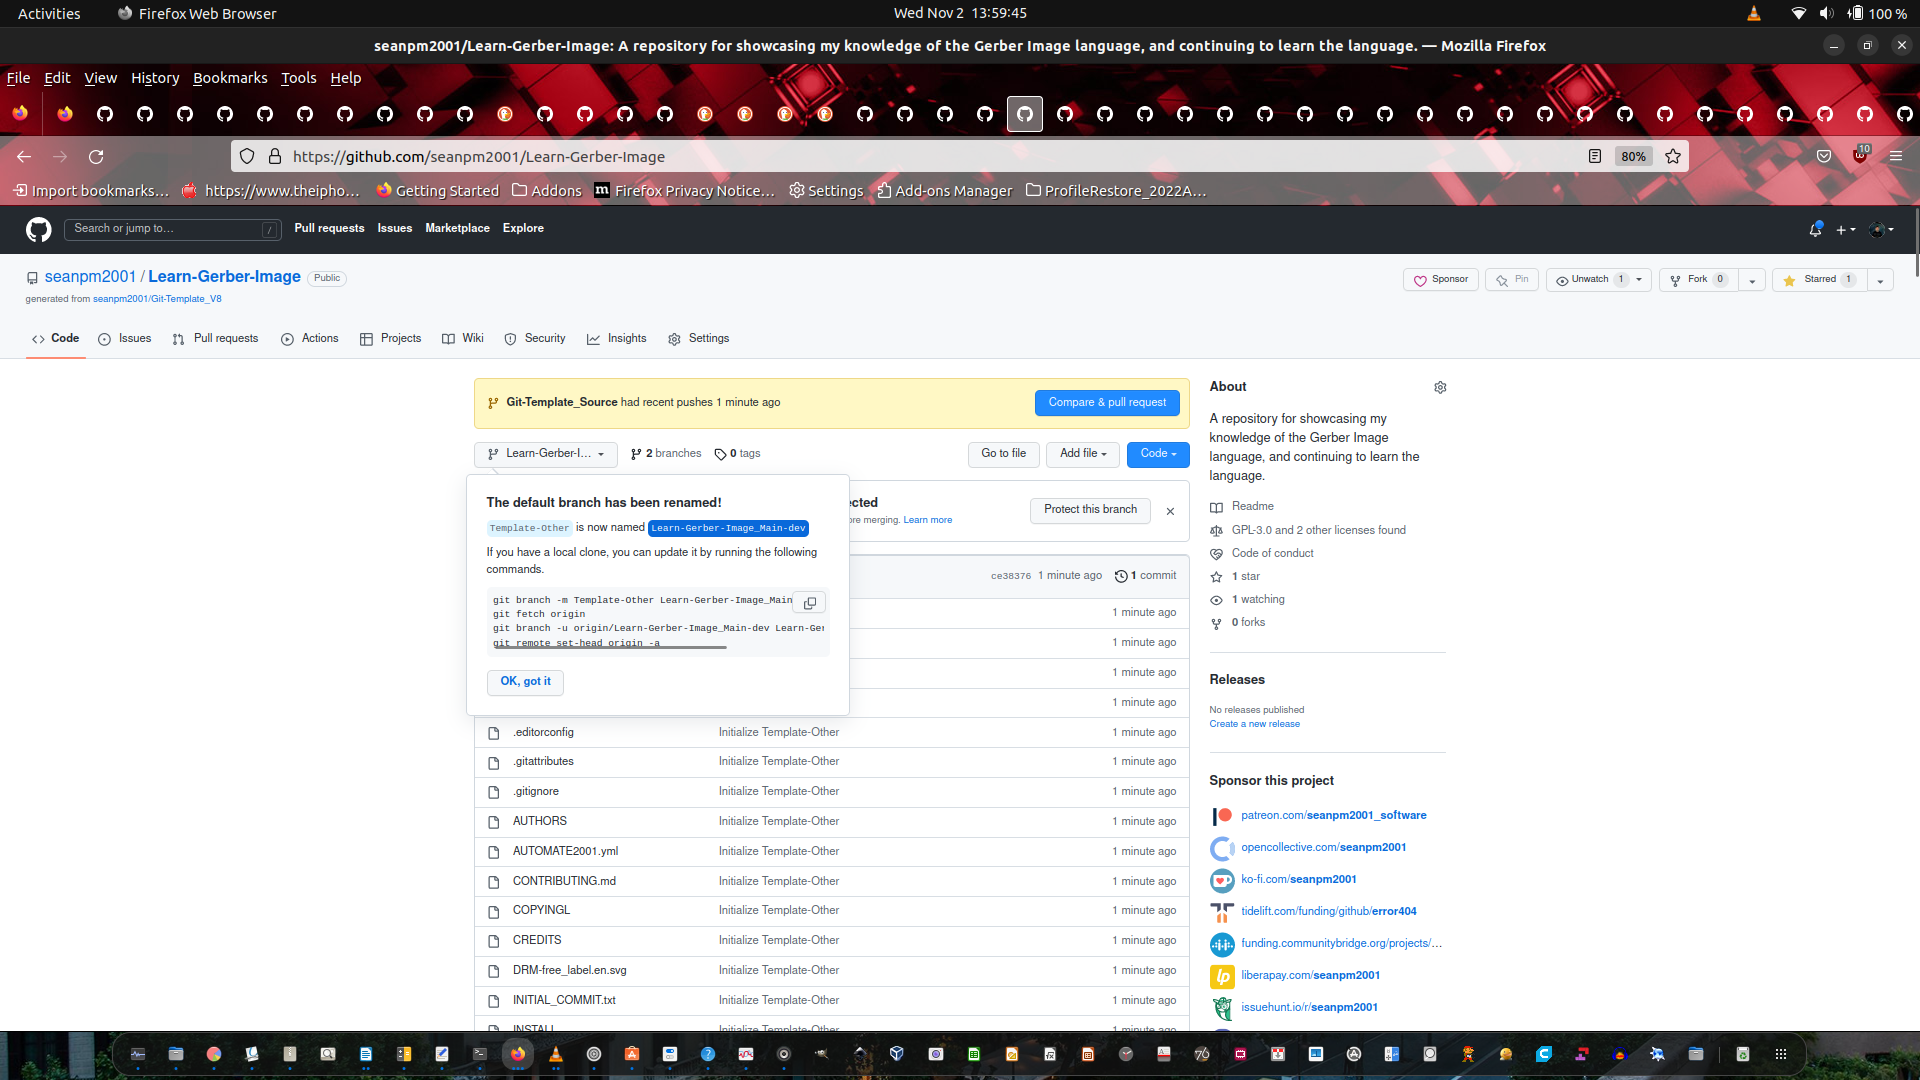 Activities
Firefox Web Browser
Wed Nov 2 13:59:45
100 %
seanpm2001/Learn-Gerber-Image: A repository for showcasing my knowledge of the Gerber Image language, and continuing to learn the language. — Mozilla Firefox
File Edit View History Bookmarks Tools Help
https://github.com/seanpm2001/Learn-Gerber-Image
80%
10
Import bookmarks… https://www.theipho… Getting Started Addons Firefox Privacy Notice… Settings Add-ons Manager ProfileRestore_2022A…
Search or jump to… /
Pull requests Issues Marketplace Explore
seanpm2001 / Learn-Gerber-Image Public
Sponsor Pin Unwatch 1 Fork 0 Starred 1
generated from seanpm2001/Git-Template_V8
Code Issues Pull requests Actions Projects Wiki Security Insights Settings
Git-Template_Source had recent pushes 1 minute ago
Compare & pull request
Learn-Gerber-I… 2 branches 0 tags
Go to file Add file Code
The default branch has been renamed!
Template-Other is now named Learn-Gerber-Image_Main-dev
If you have a local clone, you can update it by running the following
commands.
git branch -m Template-Other Learn-Gerber-Image_Main
git fetch origin
git branch -u origin/Learn-Gerber-Image_Main-dev Learn-Ger
git remote set-head origin -a
OK, got it
ected
ore merging. Learn more
Protect this branch
ce38376 1 minute ago 1 commit
1 minute ago
1 minute ago
1 minute ago
1 minute ago
.editorconfig Initialize Template-Other 1 minute ago
.gitattributes Initialize Template-Other 1 minute ago
.gitignore Initialize Template-Other 1 minute ago
AUTHORS Initialize Template-Other 1 minute ago
AUTOMATE2001.yml Initialize Template-Other 1 minute ago
CONTRIBUTING.md Initialize Template-Other 1 minute ago
COPYINGL Initialize Template-Other 1 minute ago
CREDITS Initialize Template-Other 1 minute ago
DRM-free_label.en.svg Initialize Template-Other 1 minute ago
INITIAL_COMMIT.txt Initialize Template-Other 1 minute ago
INSTALL Initialize Template-Other 1 minute ago
About
A repository for showcasing my
knowledge of the Gerber Image
language, and continuing to learn the
language.
Readme
GPL-3.0 and 2 other licenses found
Code of conduct
1 star
1 watching
0 forks
Releases
No releases published
Create a new release
Sponsor this project
patreon.com/seanpm2001_software
opencollective.com/seanpm2001
ko-fi.com/seanpm2001
tidelift.com/funding/github/error404
funding.communitybridge.org/projects/…
liberapay.com/seanpm2001
issuehunt.io/r/seanpm2001